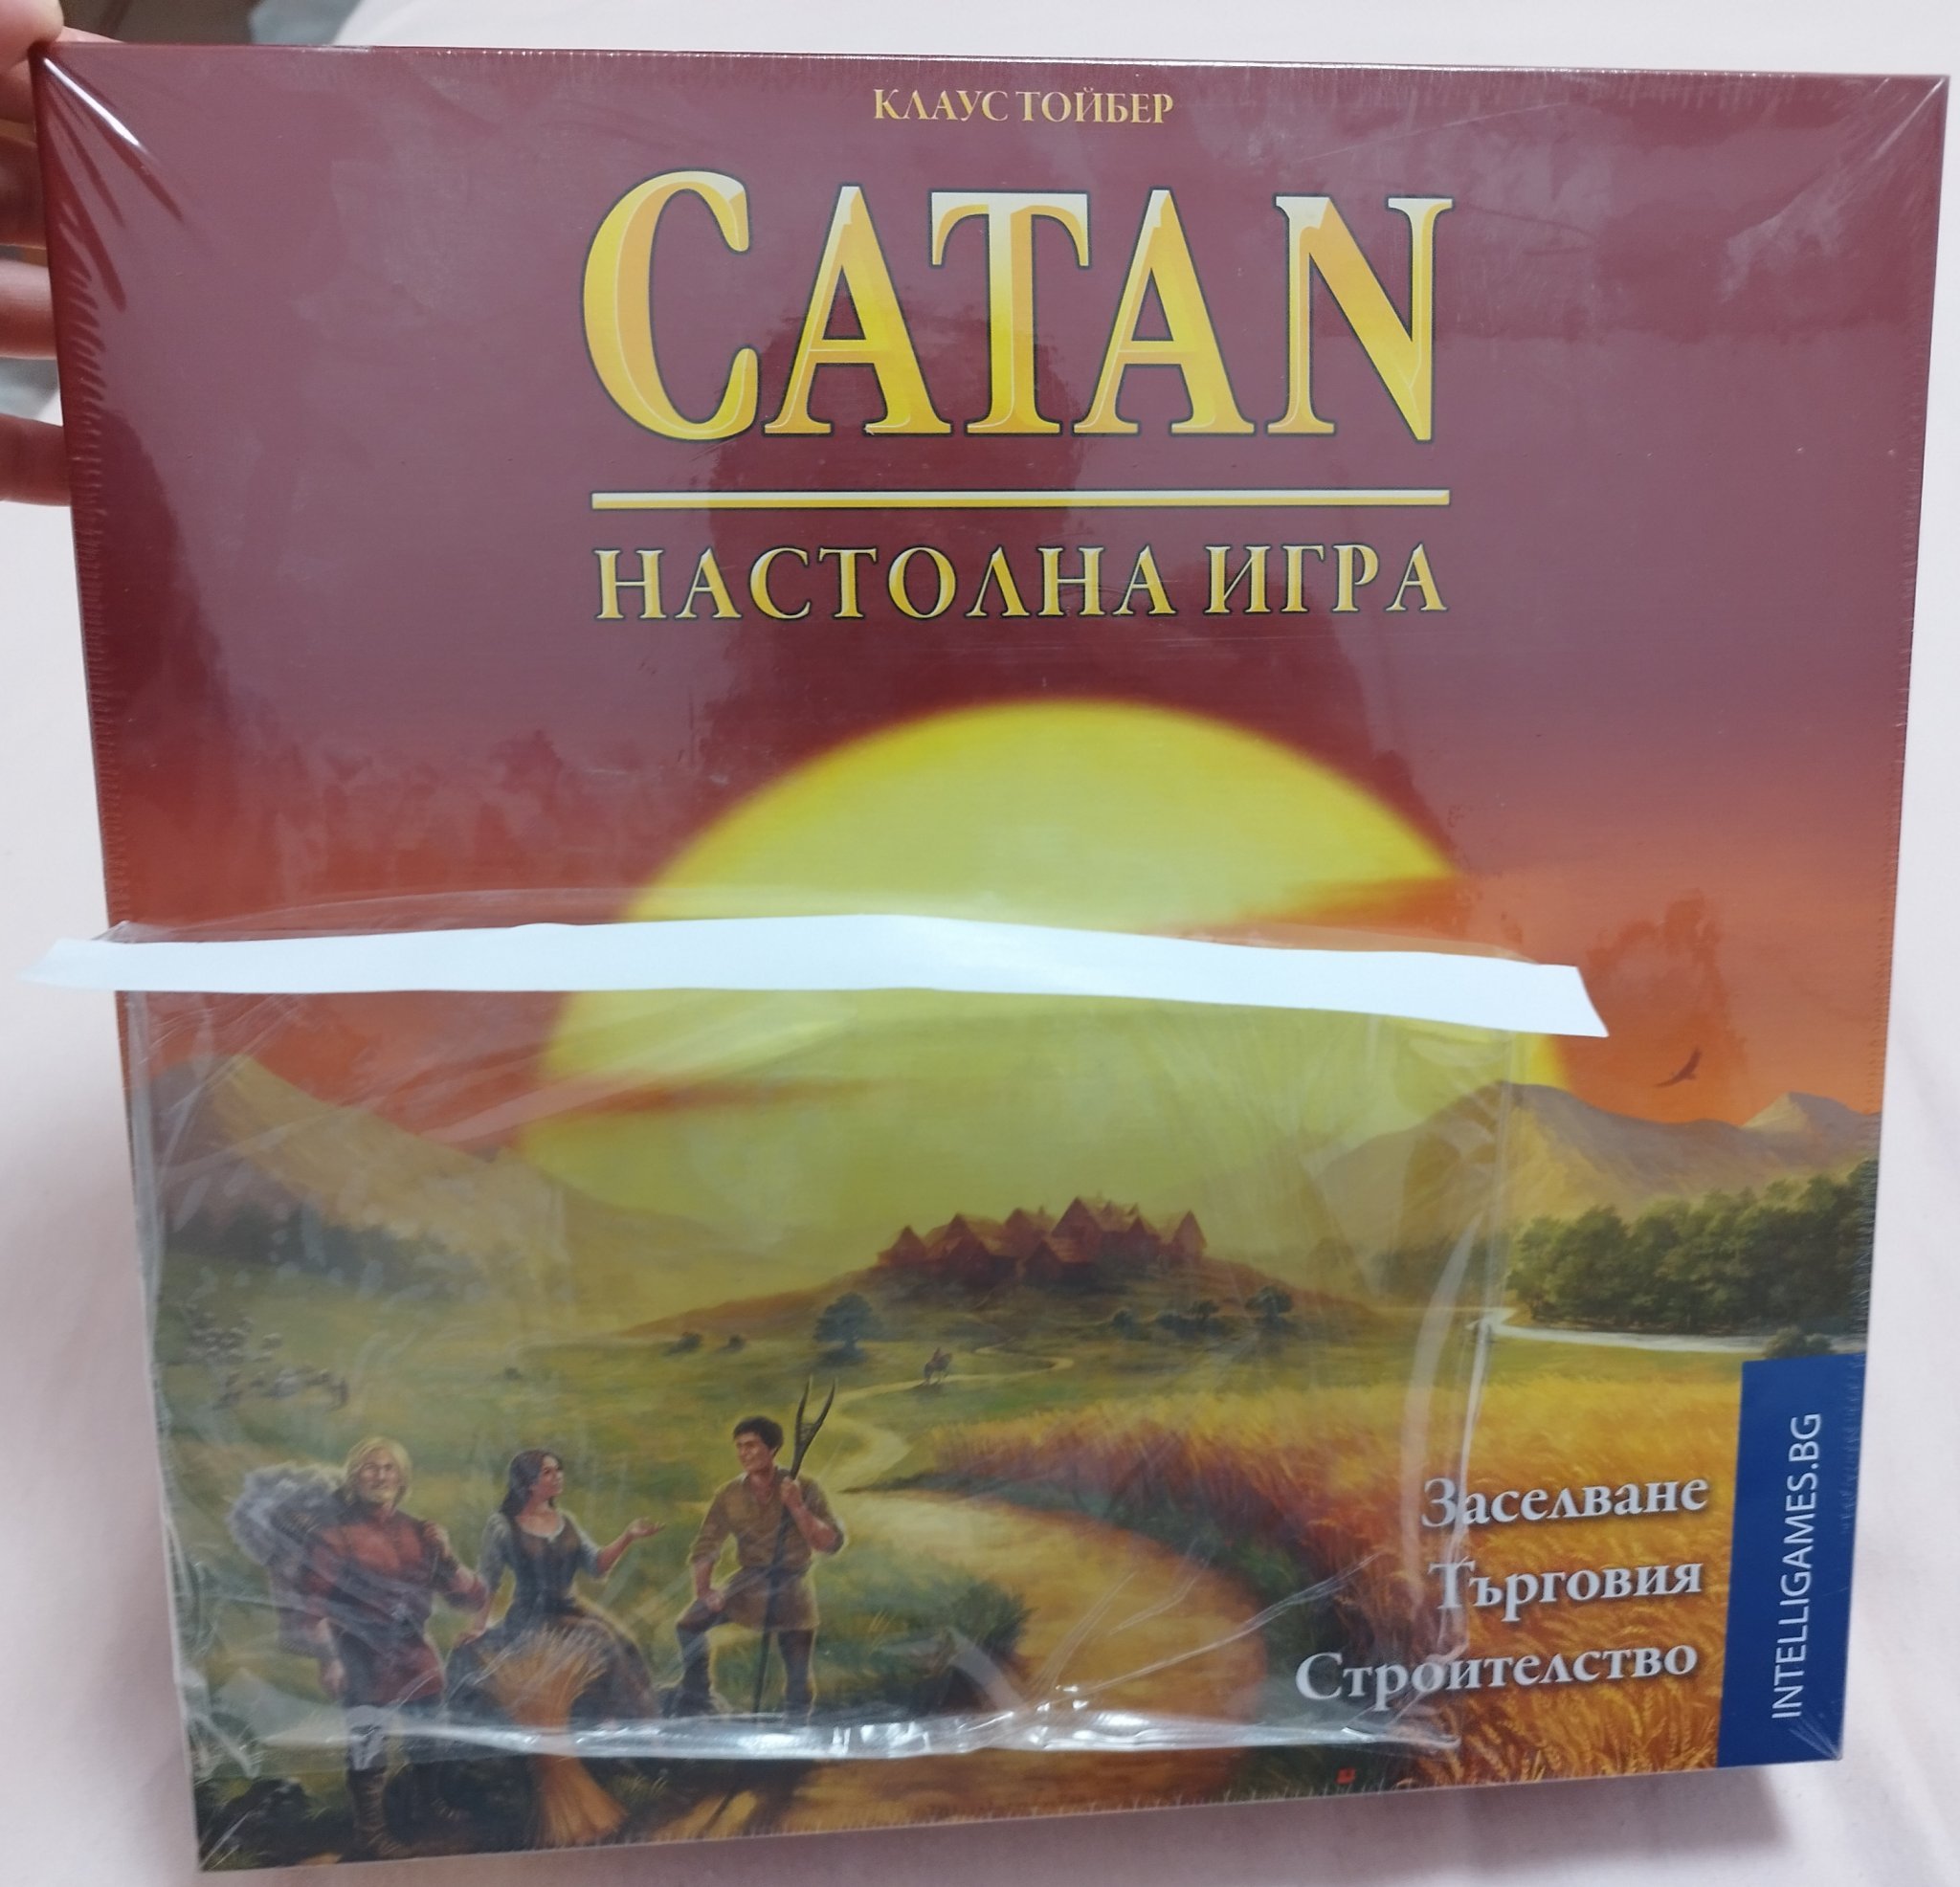 КЛАУС ТОЙБЕР
CATAN
НАСТОЛНА ИГРА
Заселване
Търговия
Строителство
INTELLIGAMES.BG